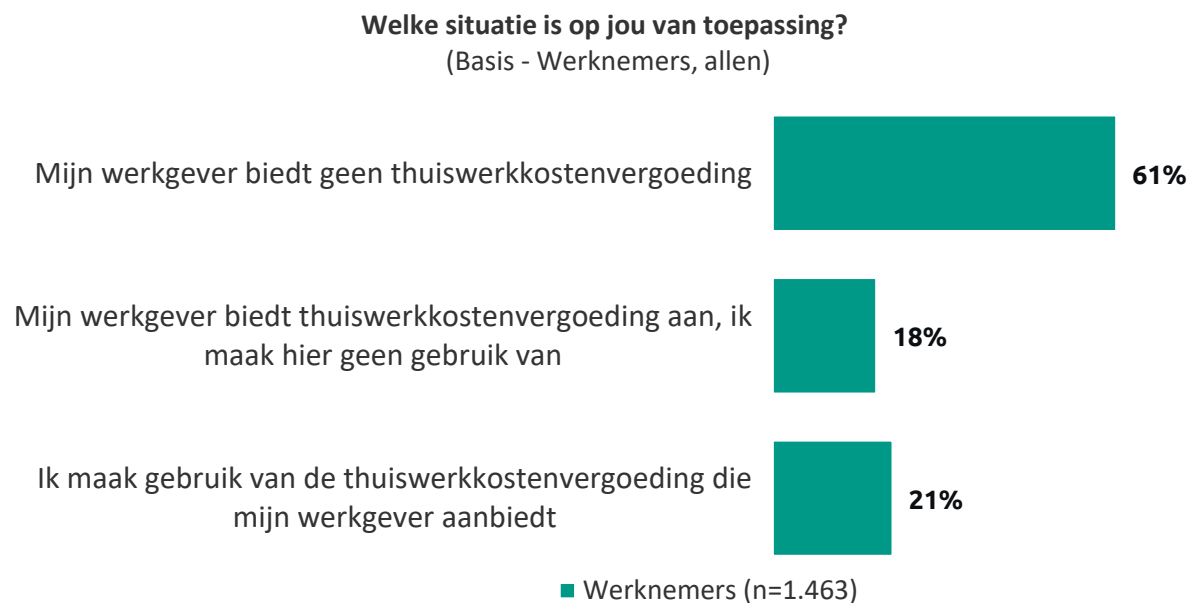 Welke situatie is op jou van toepassing?
(Basis - Werknemers, allen)
Mijn werkgever biedt geen thuiswerkkostenvergoeding
61%
Mijn werkgever biedt thuiswerkkostenvergoeding aan, ik
maak hier geen gebruik van
18%
Ik maak gebruik van de thuiswerkkostenvergoeding die
mijn werkgever aanbiedt
21%
Werknemers (n=1.463)